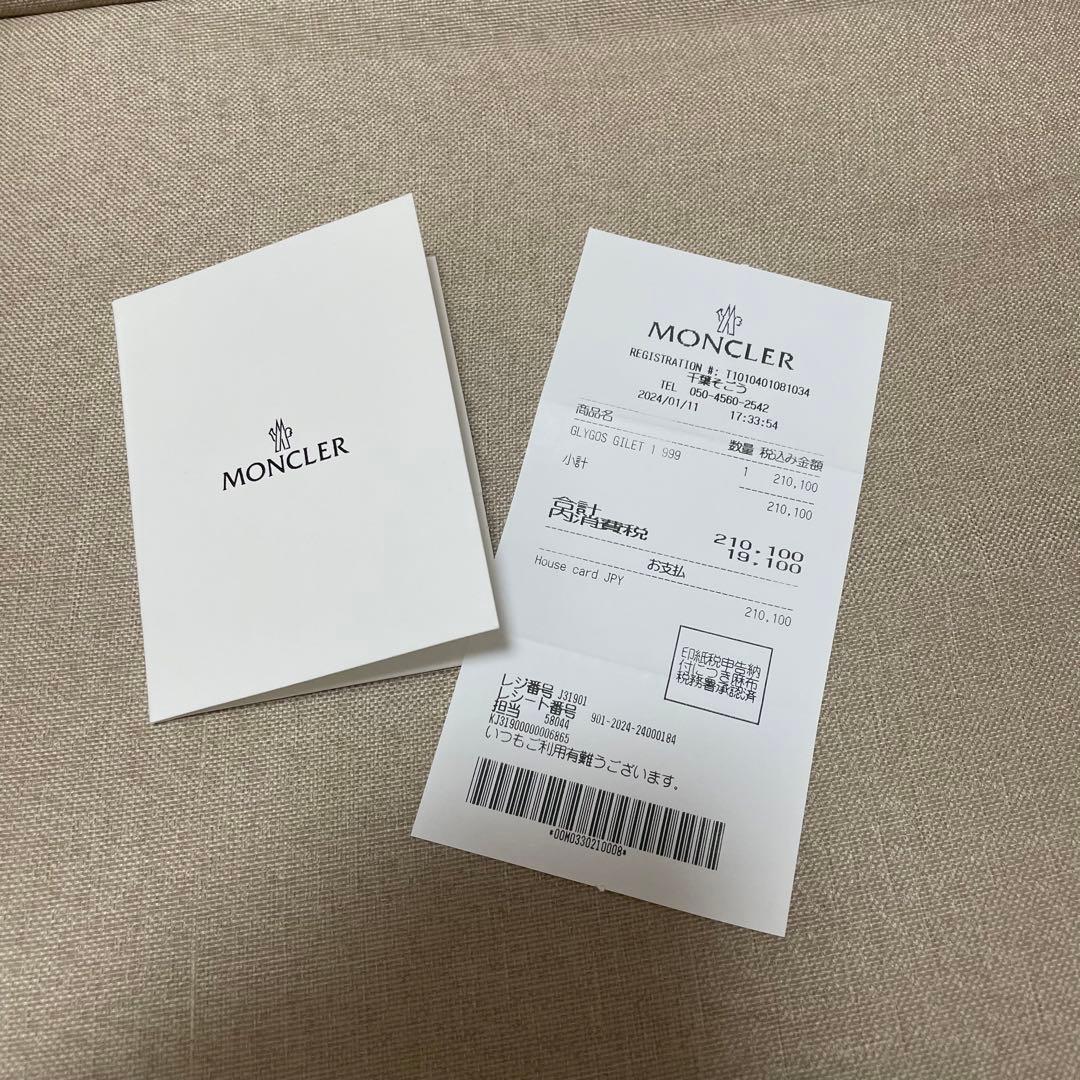 MONCLER
MONCLER
REGISTRATION #: T1010401081034
千葉そごう
TEL 050-4560-2542
2024/01/11 17:33:54
商品名 数量 税込み金額
GLYGOS GILET 1 999 1 210,100
小計 210,100
合計 210,100
内消費税 19,100
お支払
House card JPY 210,100
印紙税申告納
付につき麻布
税務署承認済
レジ番号 J31901
レシート番号 901-2024-24000184
担当 58044
KJ31900000006865
いつもご利用有難うございます。
*00M0330210008*